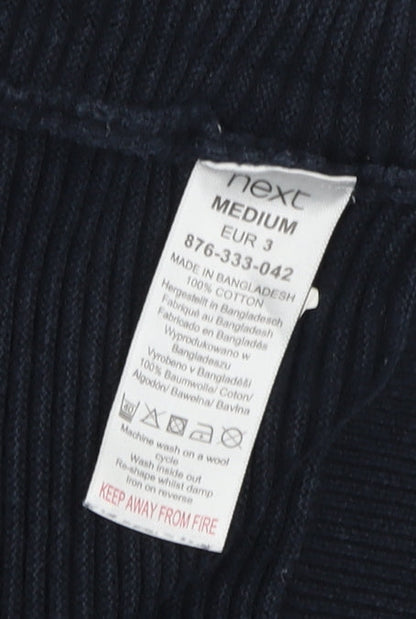 next
MEDIUM
EUR 3
876-333-042
MADE IN BANGLADESH
100% COTTON
Hergestellt in Bangladesch
Fabriqué au Bangladesh
Fabricado en Bangladés
Wyprodukowano w
Bangladeszu
Vyrobeno v Bangladéši/
100% Baumwolle/ Coton/
Algodón/ Bawełna/ Bavlna
40
Machine wash on a wool
cycle
Wash inside out
Re-shape whilst damp
Iron on reverse
KEEP AWAY FROM FIRE